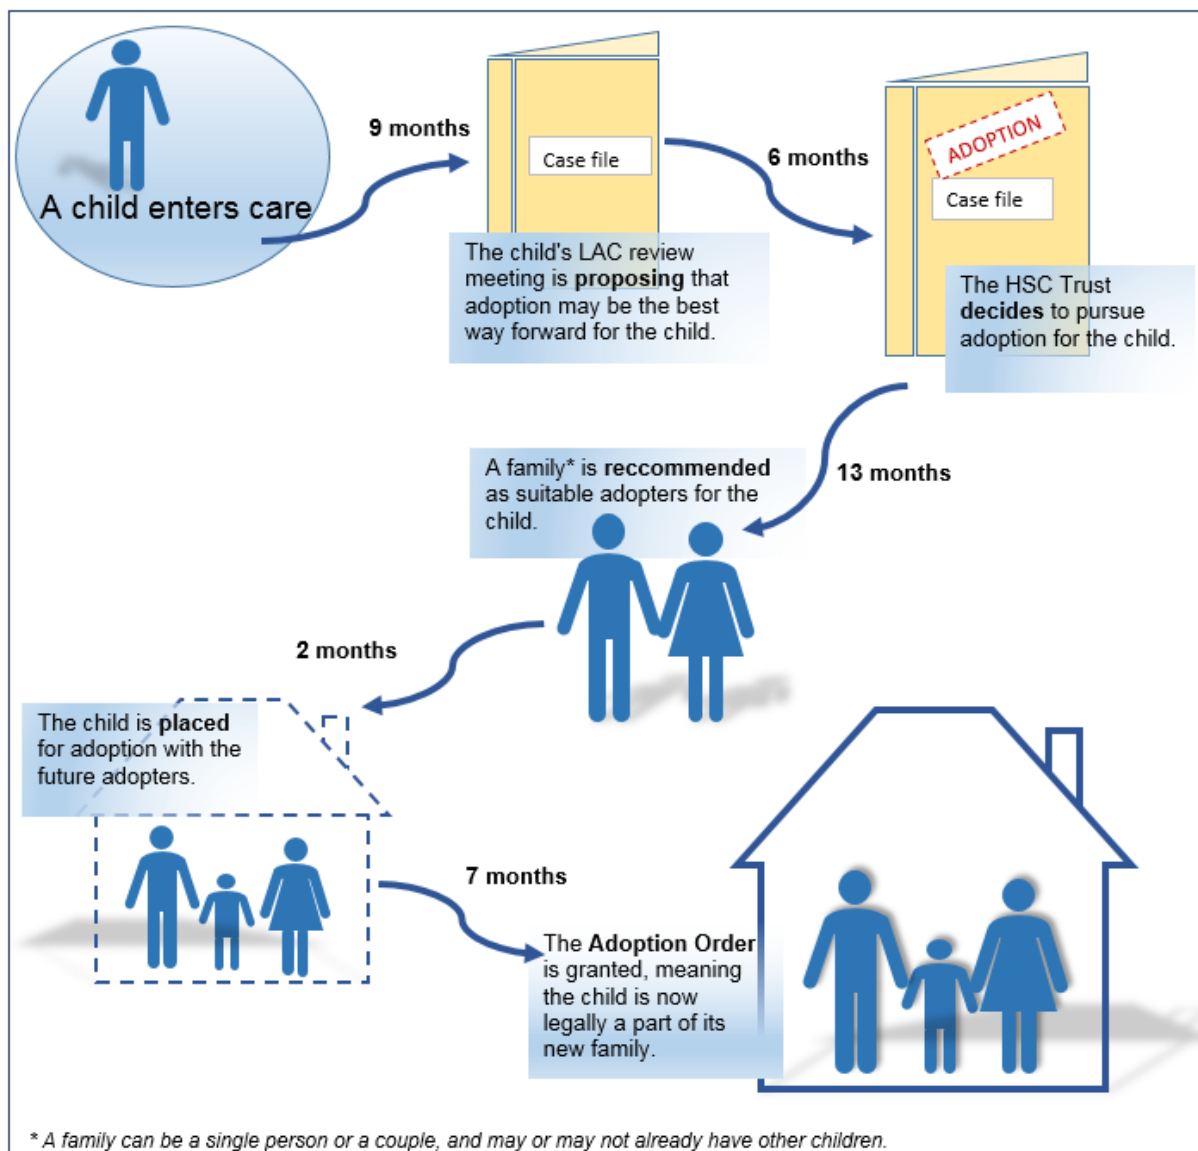 A child enters care
9 months
Case file
The child's LAC review
meeting is proposing that
adoption may be the best
way forward for the child.
6 months
ADOPTION
Case file
The HSC Trust
decides to pursue
adoption for the child.
13 months
A family* is reccommended
as suitable adopters for the
child.
2 months
The child is placed
for adoption with the
future adopters.
7 months
The Adoption Order
is granted, meaning
the child is now
legally a part of its
new family.
* A family can be a single person or a couple, and may or may not already have other children.